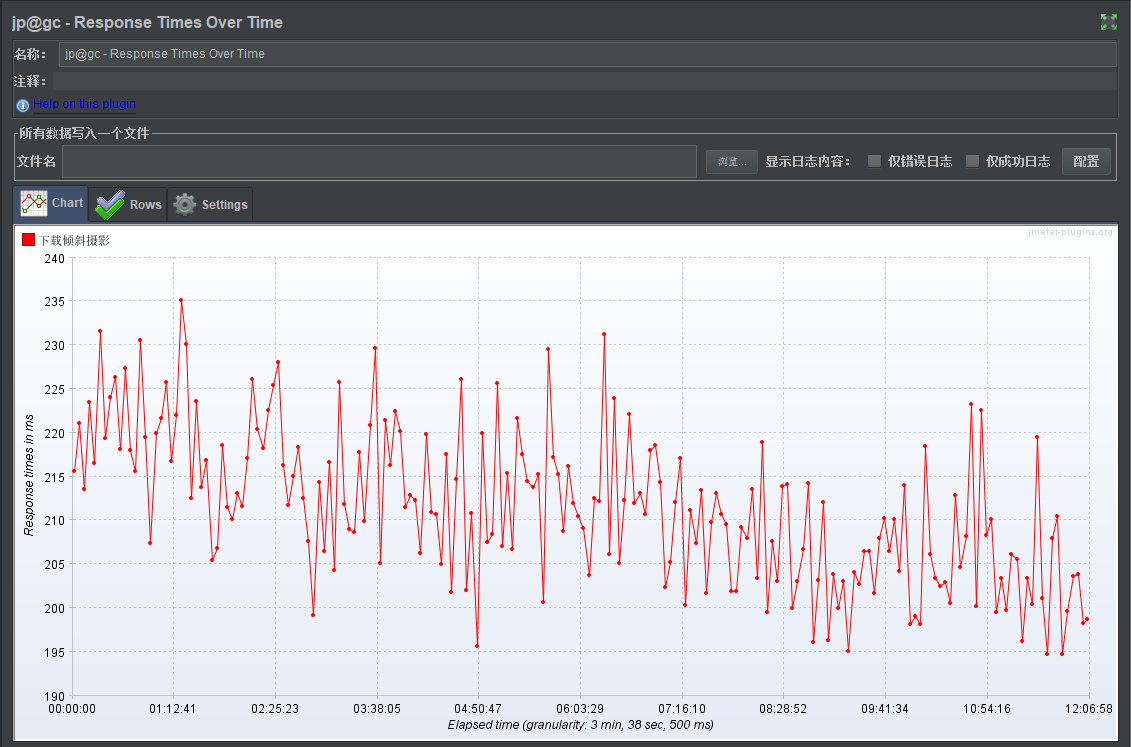 jp@gc - Response Times Over Time
名称： jp@gc - Response Times Over Time
注释：
Help on this plugin
所有数据写入一个文件
文件名 浏览... 显示日志内容： 仅错误日志 仅成功日志 配置
Chart Rows Settings
jmeter-plugins.org
下载倾斜摄影
240
235
230
225
220
215
210
205
200
195
190
Response times in ms
00:00:00 01:12:41 02:25:23 03:38:05 04:50:47 06:03:29 07:16:10 08:28:52 09:41:34 10:54:16 12:06:58
Elapsed time (granularity: 3 min, 38 sec, 500 ms)